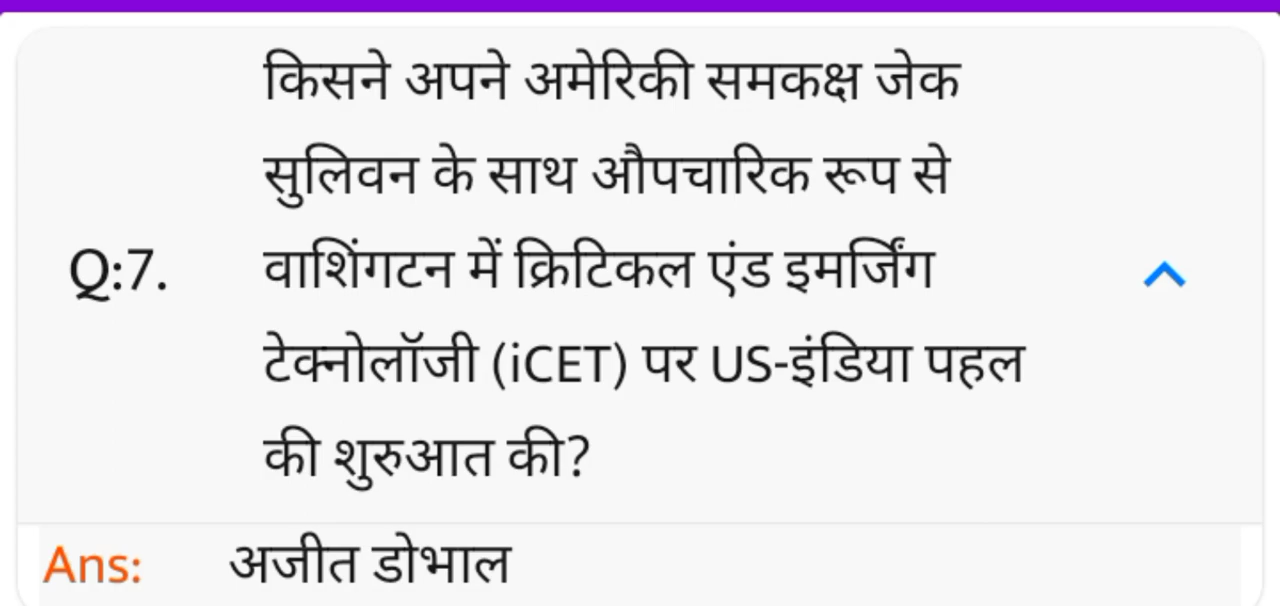 किसने अपने अमेरिकी समकक्ष जेक
सुलिवन के साथ औपचारिक रूप से
Q:7. वाशिंगटन में क्रिटिकल एंड इमर्जिंग
टेक्नोलॉजी (iCET) पर US-इंडिया पहल
की शुरुआत की?
Ans: अजीत डोभाल